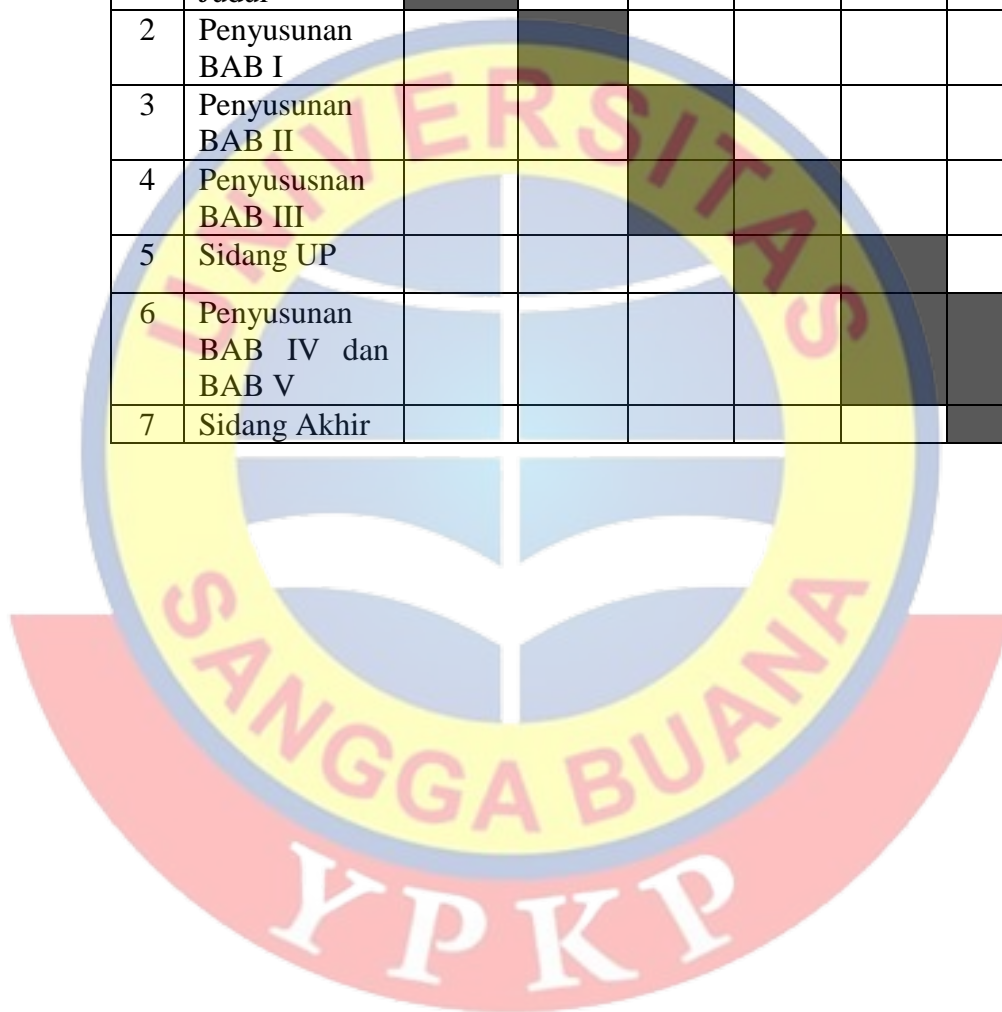 2 Penyusunan
BAB I
3 Penyusunan
BAB II
4 Penyususnan
BAB III
5 Sidang UP
6 Penyusunan
BAB IV dan
BAB V
7 Sidang Akhir
UNIVERSITAS
SANGGA BUANA
YPKP